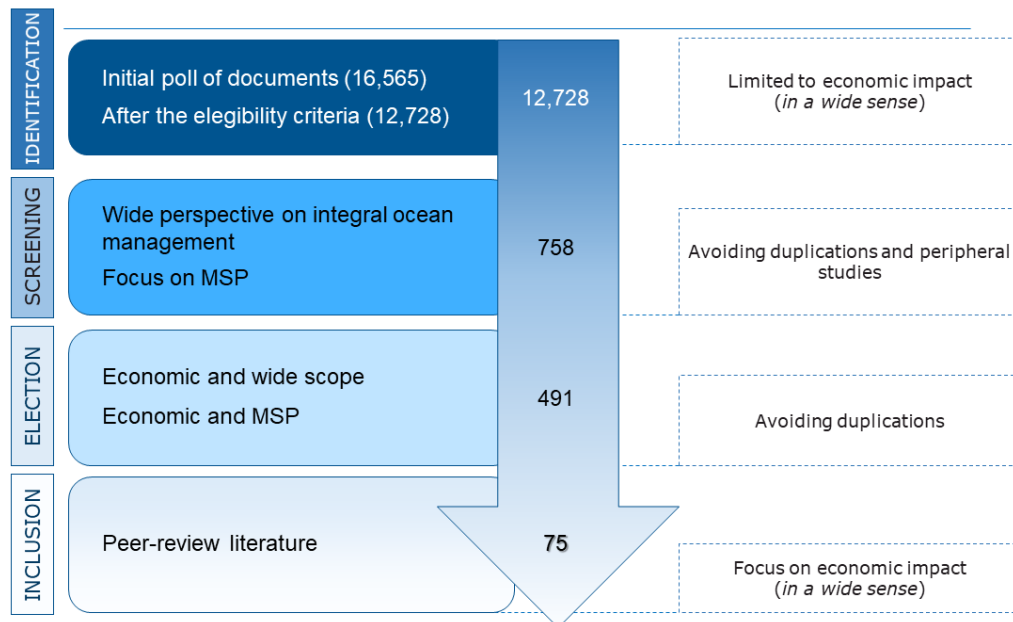 IDENTIFICATION
Initial poll of documents (16,565)
After the elegibility criteria (12,728)
12,728
Limited to economic impact
(in a wide sense)
SCREENING
Wide perspective on integral ocean
management
Focus on MSP
758
Avoiding duplications and peripheral
studies
ELECTION
Economic and wide scope
Economic and MSP
491
Avoiding duplications
INCLUSION
Peer-review literature
75
Focus on economic impact
(in a wide sense)